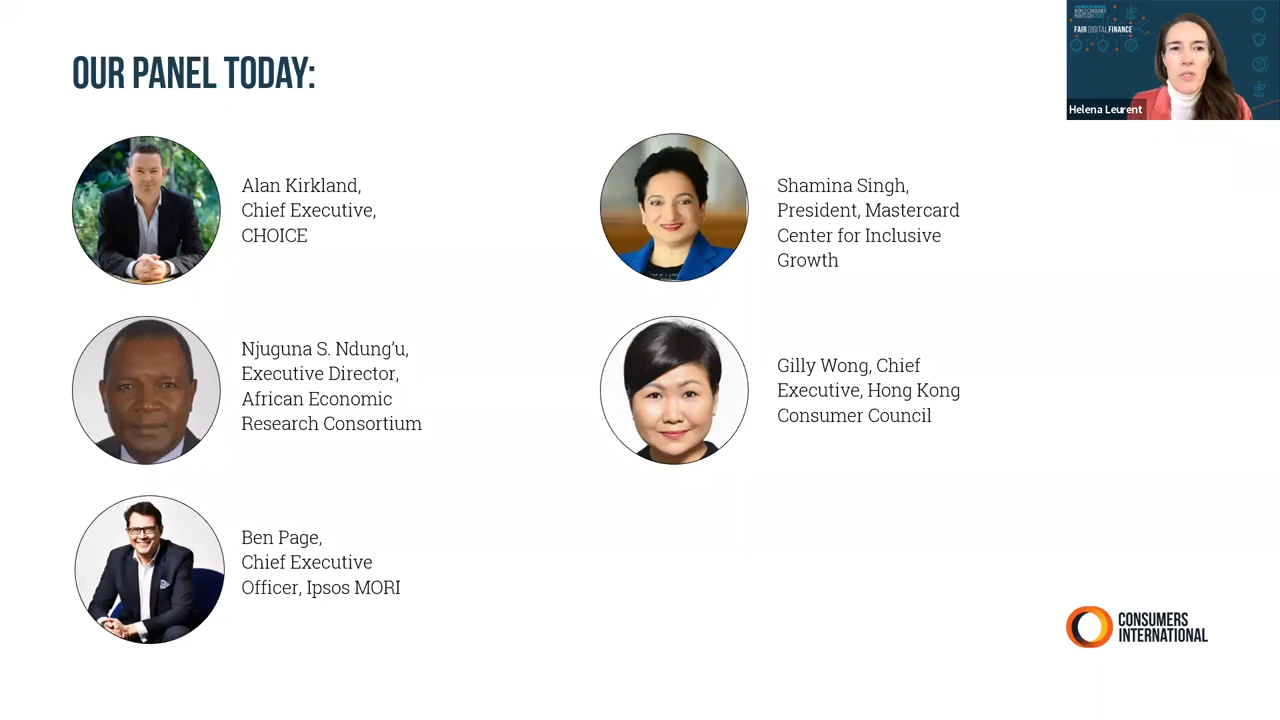 OUR PANEL TODAY:
Alan Kirkland,
Chief Executive,
CHOICE
Shamina Singh,
President, Mastercard
Center for Inclusive
Growth
Njuguna S. Ndung’u,
Executive Director,
African Economic
Research Consortium
Gilly Wong, Chief
Executive, Hong Kong
Consumer Council
Ben Page,
Chief Executive
Officer, Ipsos MORI
FAIR DIGITAL FINANCE
Helena Leurent
CONSUMERS
INTERNATIONAL